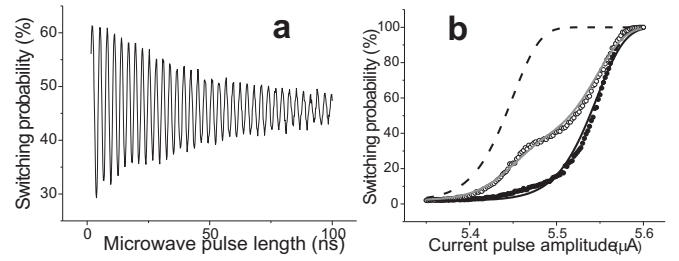 a
Switching probability (%)
60
50
40
30
0
50
100
Microwave pulse length (ns)
b
Switching probability (%)
100
80
60
40
20
0
5.4
5.5
5.6
Current pulse amplitude(μA)